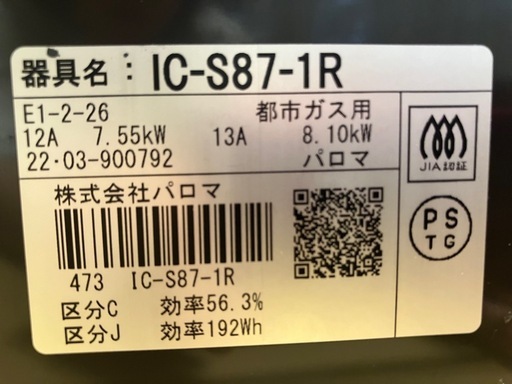 器具名：IC-S87-1R
E1-2-26 都市ガス用
12A 7.55kW 13A 8.10kW
22・03-900792 パロマ
JIA認証
株式会社パロマ
PS
TG
473 IC-S87-1R
区分C 効率56.3%
区分J 効率192Wh